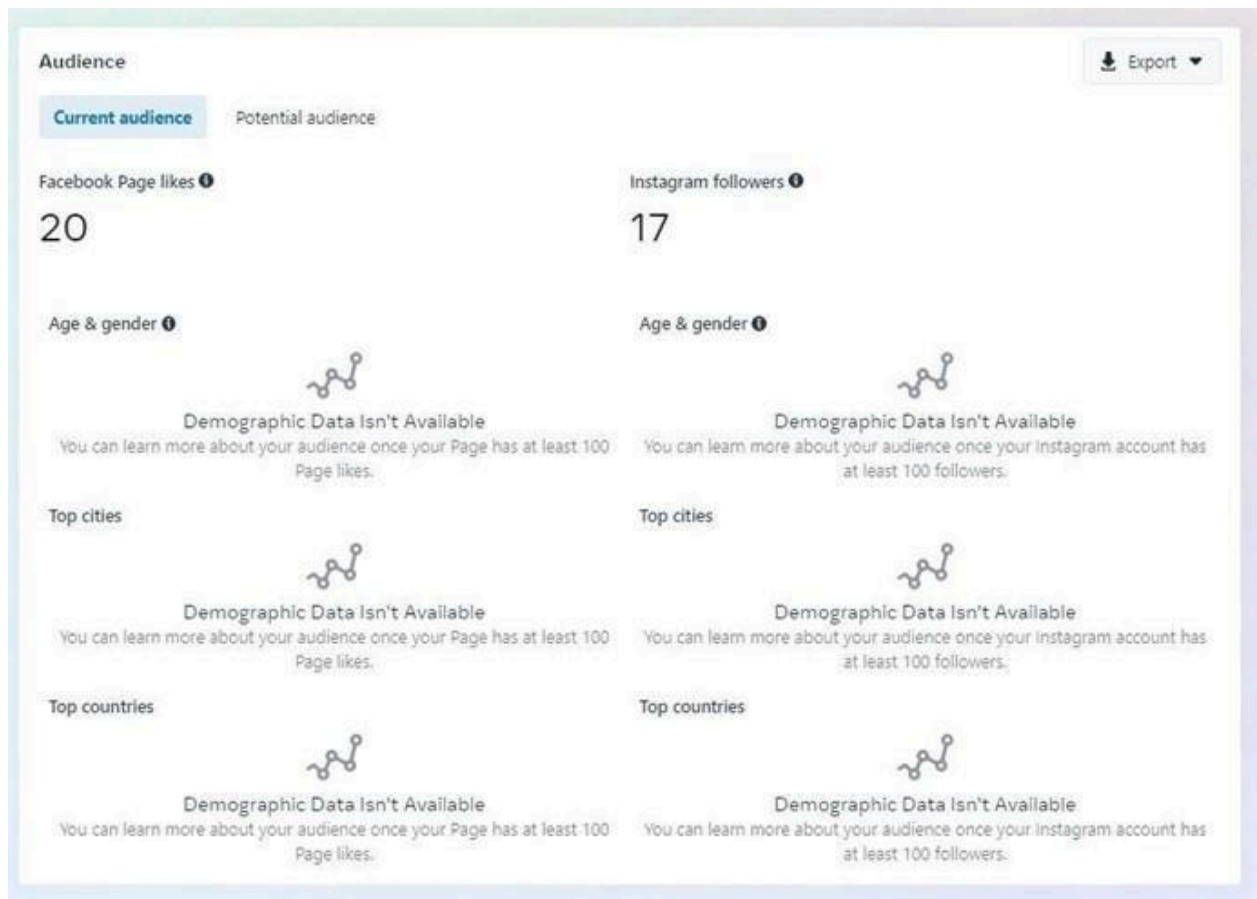 Audience
Export
Current audience
Potential audience
Facebook Page likes
Instagram followers
20
17
Age & gender
Age & gender
Demographic Data Isn't Available
You can learn more about your audience once your Page has at least 100
Page likes.
Demographic Data Isn't Available
You can learn more about your audience once your Instagram account has
at least 100 followers.
Top cities
Top cities
Demographic Data Isn't Available
You can learn more about your audience once your Page has at least 100
Page likes.
Demographic Data Isn't Available
You can learn more about your audience once your Instagram account has
at least 100 followers.
Top countries
Top countries
Demographic Data Isn't Available
You can learn more about your audience once your Page has at least 100
Page likes.
Demographic Data Isn't Available
You can learn more about your audience once your Instagram account has
at least 100 followers.